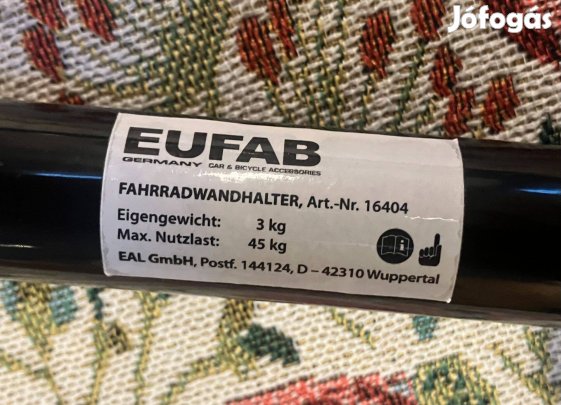 Jófogás
EUFAB
GERMANY CAR & BICYCLE ACCESSORIES
FAHRRADWANDHALTER, Art.-Nr. 16404
Eigengewicht: 3 kg
Max. Nutzlast: 45 kg
EAL GmbH, Postf. 144124, D – 42310 Wuppertal